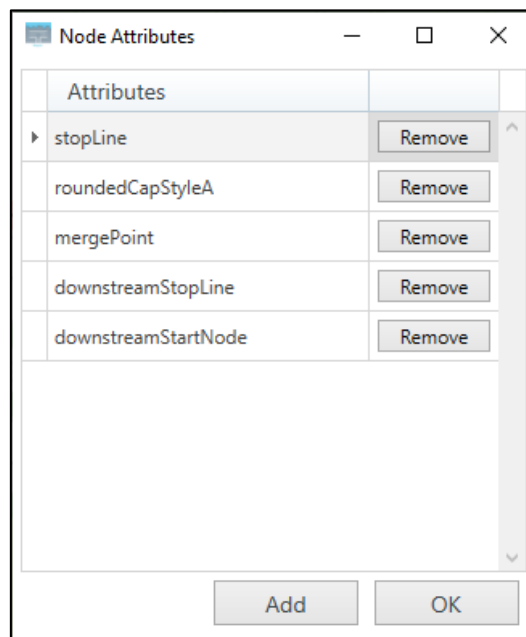 Node Attributes
Attributes
stopLine Remove
roundedCapStyleA Remove
mergePoint Remove
downstreamStopLine Remove
downstreamStartNode Remove
Add OK